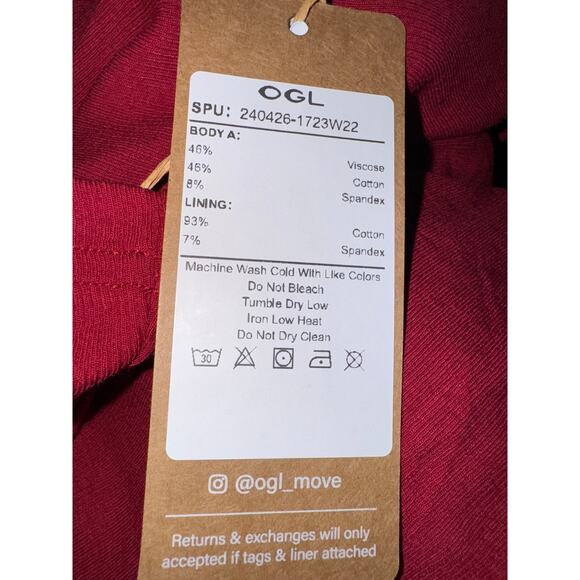 OGL
SPU: 240426-1723W22
BODY A:
46% Viscose
46% Cotton
8% Spandex
LINING:
93% Cotton
7% Spandex
Machine Wash Cold With Like Colors
Do Not Bleach
Tumble Dry Low
Iron Low Heat
Do Not Dry Clean
30
@ogl_move
Returns & exchanges will only
accepted if tags & liner attached